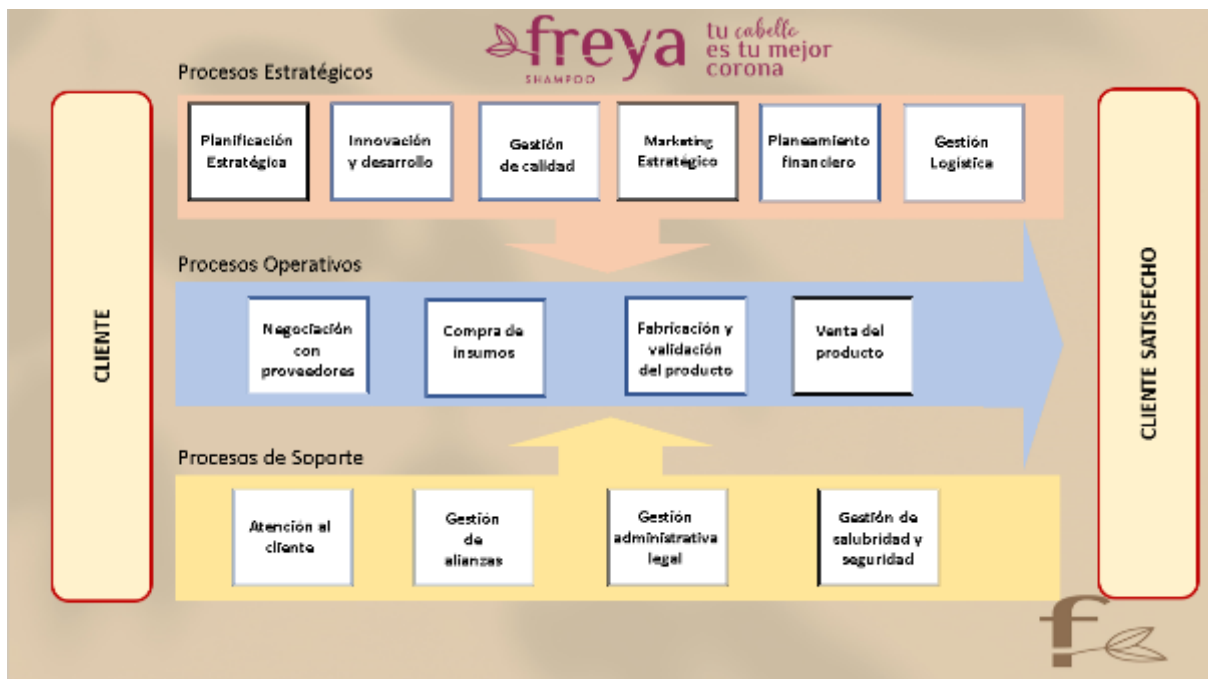 freya
SHAMPOO
tu cabello
es tu mejor
corona
Procesos Estratégicos
Planificación
Estratégica
Innovación
y desarrollo
Gestión
de calidad
Marketing
Estratégico
Planeamiento
financiero
Gestión
Logistica
CLIENTE
Procesos Operativos
Negociación
con
proveedores
Compra de
insumos
Fabricación y
validación
del producto
Venta del
producto
CLIENTE SATISFECHO
Procesos de Soporte
Atención al
cliente
Gestión
de
alianzas
Gestión
administrativa
legal
Gestión de
salubridad y
seguridad
f